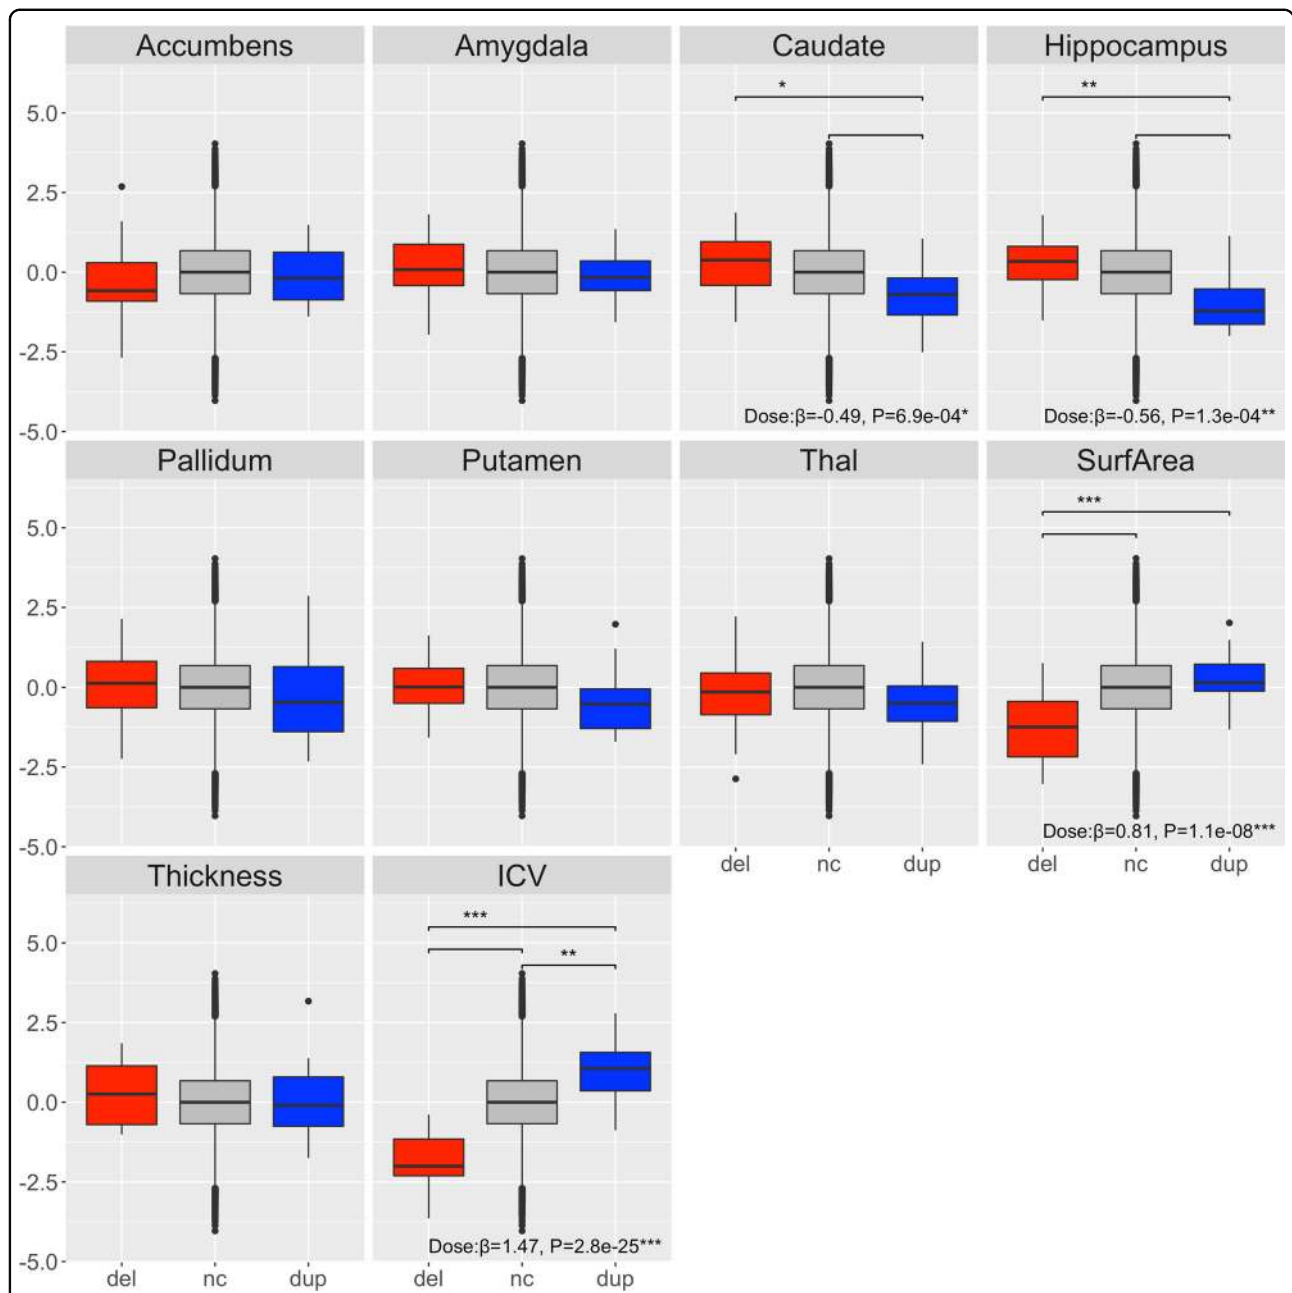 Accumbens Amygdala Caudate Hippocampus
* **
5.0
2.5
0.0
-2.5
Dose:β=-0.49, P=6.9e-04* Dose:β=-0.56, P=1.3e-04**
-5.0
Pallidum Putamen Thal SurfArea
***
5.0
2.5
0.0
-2.5
Dose:β=0.81, P=1.1e-08***
-5.0
del nc dup del nc dup
Thickness ICV
***
5.0
**
2.5
0.0
-2.5
Dose:β=1.47, P=2.8e-25***
-5.0
del nc dup del nc dup